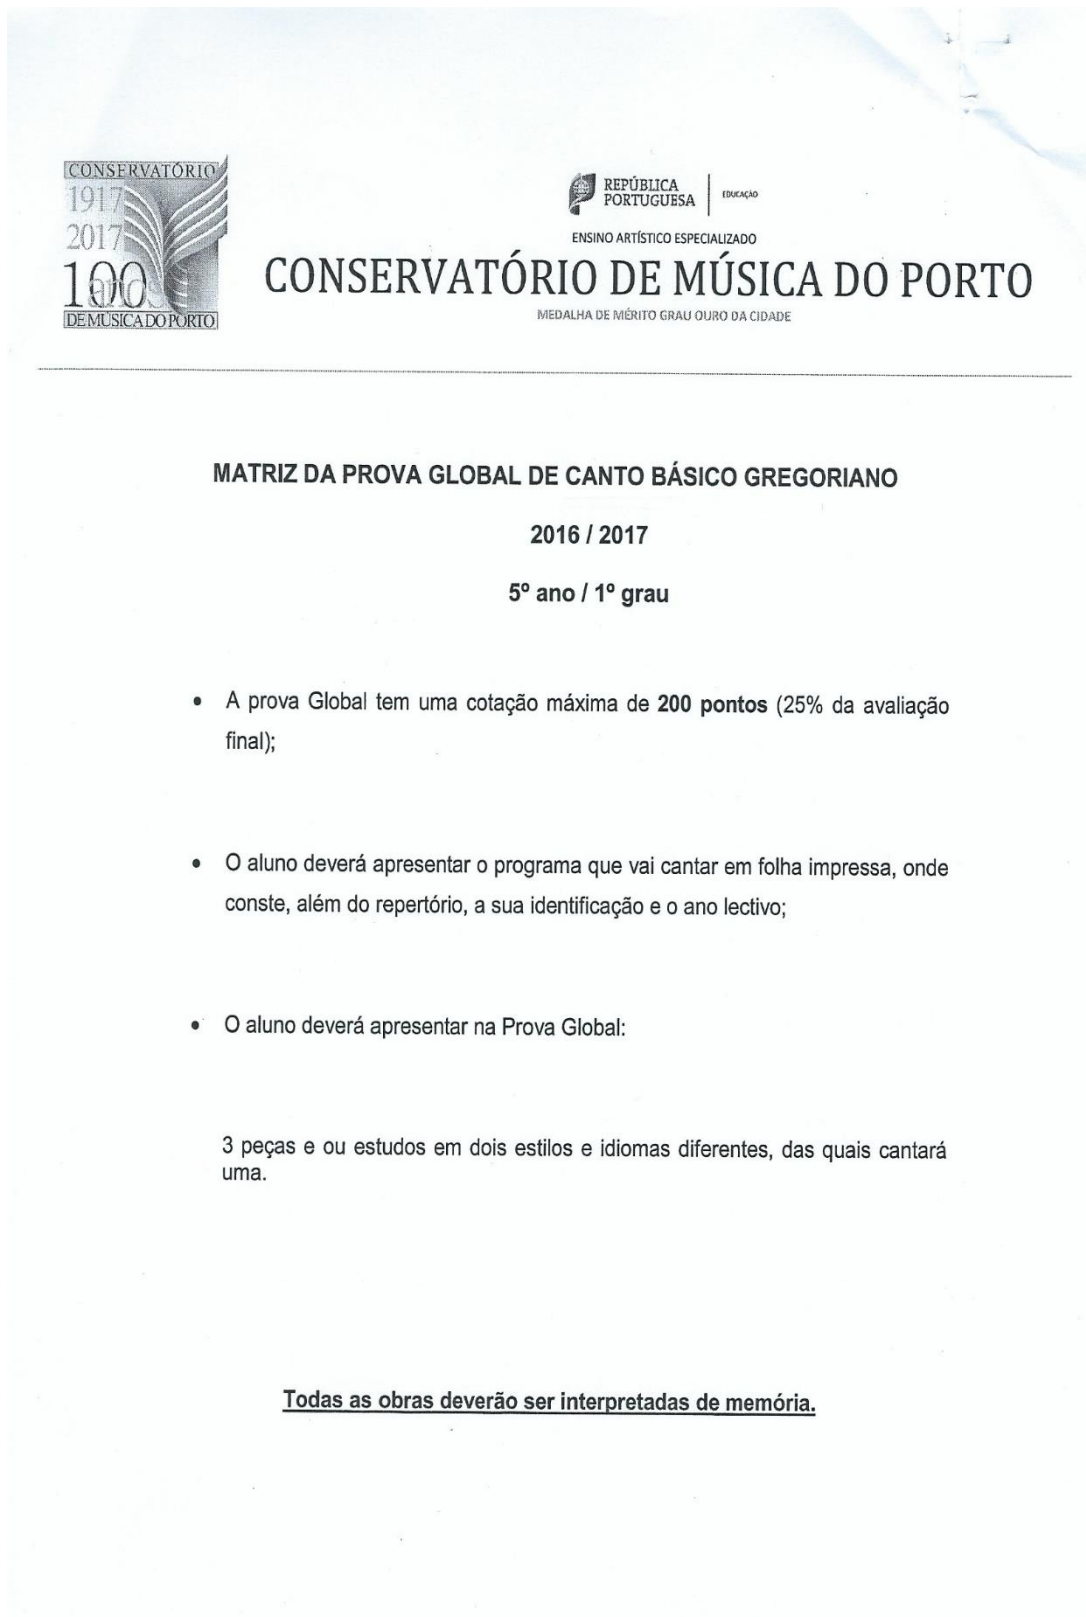 CONSERVATÓRIO
1917
2017
100
anos
DE MÚSICA DO PORTO
REPÚBLICA
PORTUGUESA
EDUCAÇÃO
ENSINO ARTÍSTICO ESPECIALIZADO
CONSERVATÓRIO DE MÚSICA DO PORTO
MEDALHA DE MÉRITO GRAU OURO DA CIDADE
MATRIZ DA PROVA GLOBAL DE CANTO BÁSICO GREGORIANO
2016 / 2017
5º ano / 1º grau
• A prova Global tem uma cotação máxima de 200 pontos (25% da avaliação
final);
• O aluno deverá apresentar o programa que vai cantar em folha impressa, onde
conste, além do repertório, a sua identificação e o ano lectivo;
• O aluno deverá apresentar na Prova Global:
3 peças e ou estudos em dois estilos e idiomas diferentes, das quais cantará
uma.
Todas as obras deverão ser interpretadas de memória.